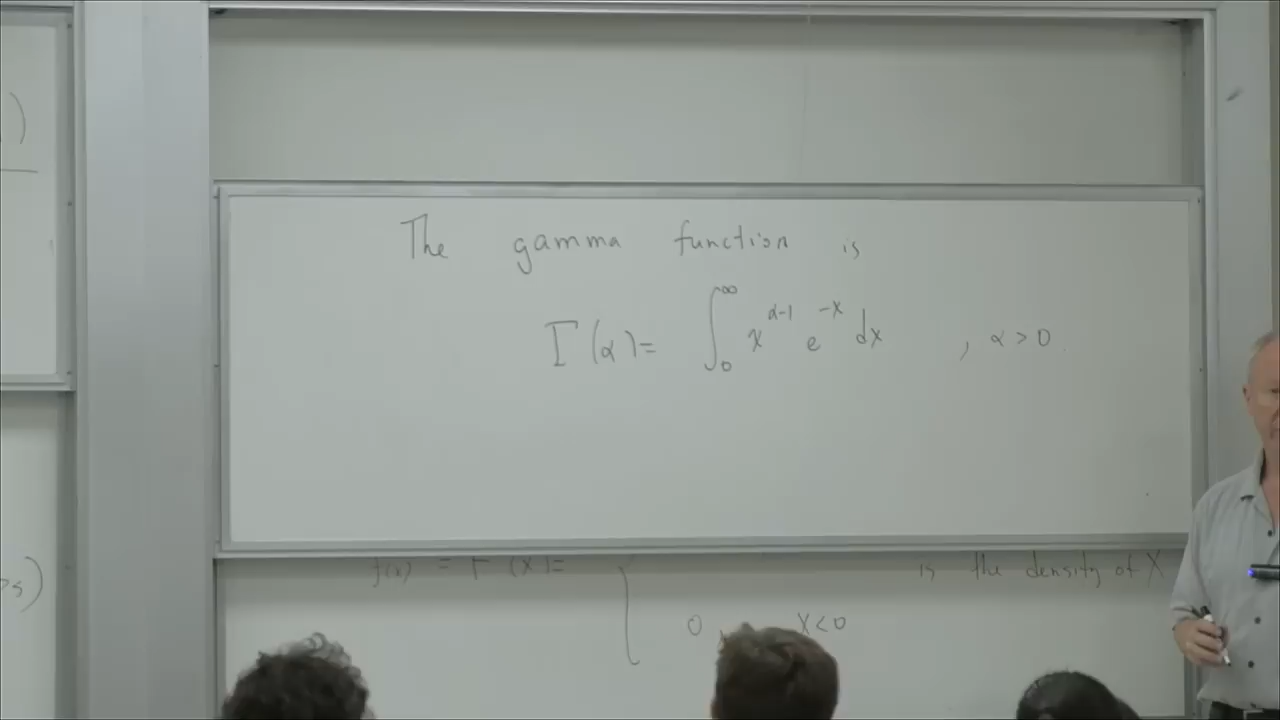 )
s)
The gamma function is
Γ(α)= ∫₀^∞ x^(α-1) e^(-x) dx , α > 0
f(x) = F (x)= { is the density of X
0 x<0